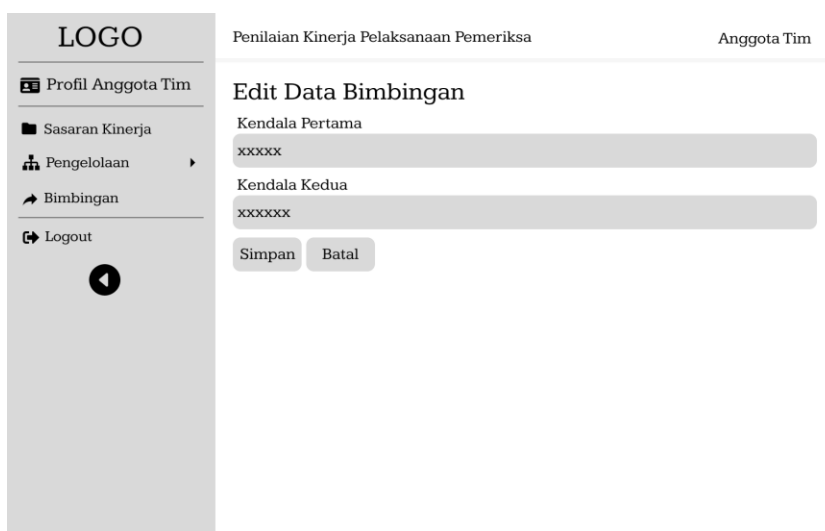 LOGO
Profil Anggota Tim
Sasaran Kinerja
Pengelolaan
Bimbingan
Logout
Penilaian Kinerja Pelaksanaan Pemeriksa
Anggota Tim
Edit Data Bimbingan
Kendala Pertama
xxxxx
Kendala Kedua
xxxxxx
Simpan
Batal